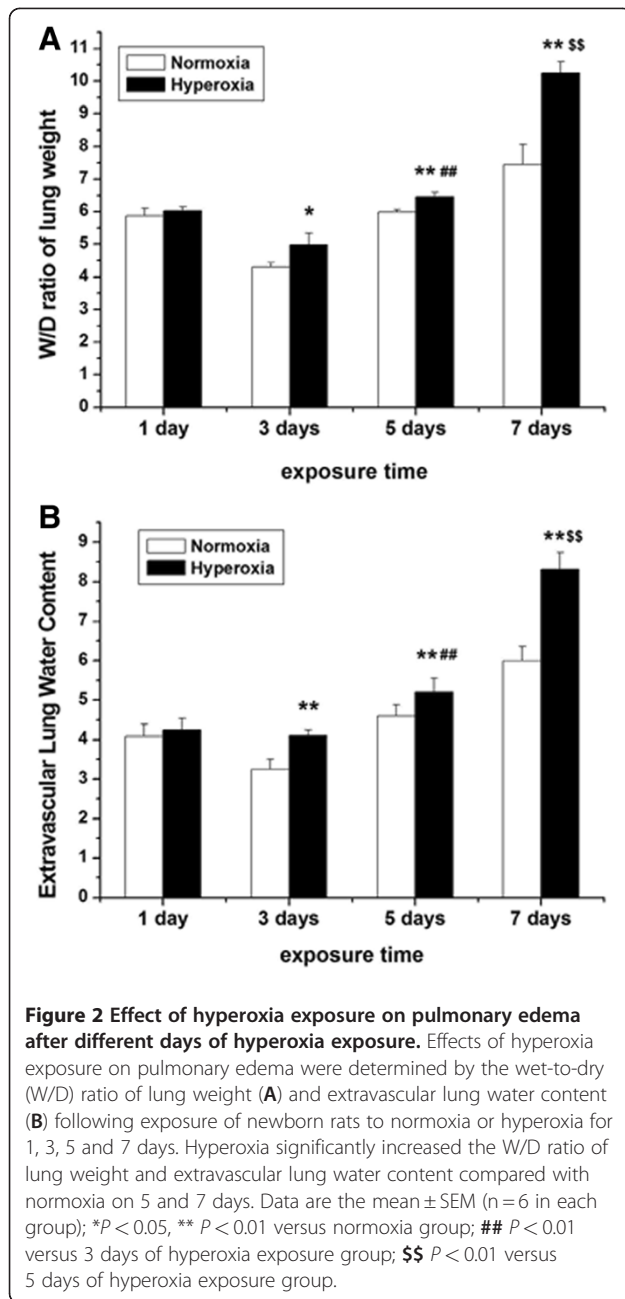 A
11
10
9
8
7
6
5
4
3
2
1
0
W/D ratio of lung weight
Normoxia
Hyperoxia
*
** ##
** $$
1 day 3 days 5 days 7 days
exposure time
B
9
8
7
6
5
4
3
2
1
0
Extravascular Lung Water Content
Normoxia
Hyperoxia
**
**##
**$$
1 day 3 days 5 days 7 days
exposure time
Figure 2 Effect of hyperoxia exposure on pulmonary edema
after different days of hyperoxia exposure. Effects of hyperoxia
exposure on pulmonary edema were determined by the wet-to-dry
(W/D) ratio of lung weight (A) and extravascular lung water content
(B) following exposure of newborn rats to normoxia or hyperoxia for
1, 3, 5 and 7 days. Hyperoxia significantly increased the W/D ratio of
lung weight and extravascular lung water content compared with
normoxia on 5 and 7 days. Data are the mean ± SEM (n = 6 in each
group); *P < 0.05, ** P < 0.01 versus normoxia group; ## P < 0.01
versus 3 days of hyperoxia exposure group; $$ P < 0.01 versus
5 days of hyperoxia exposure group.